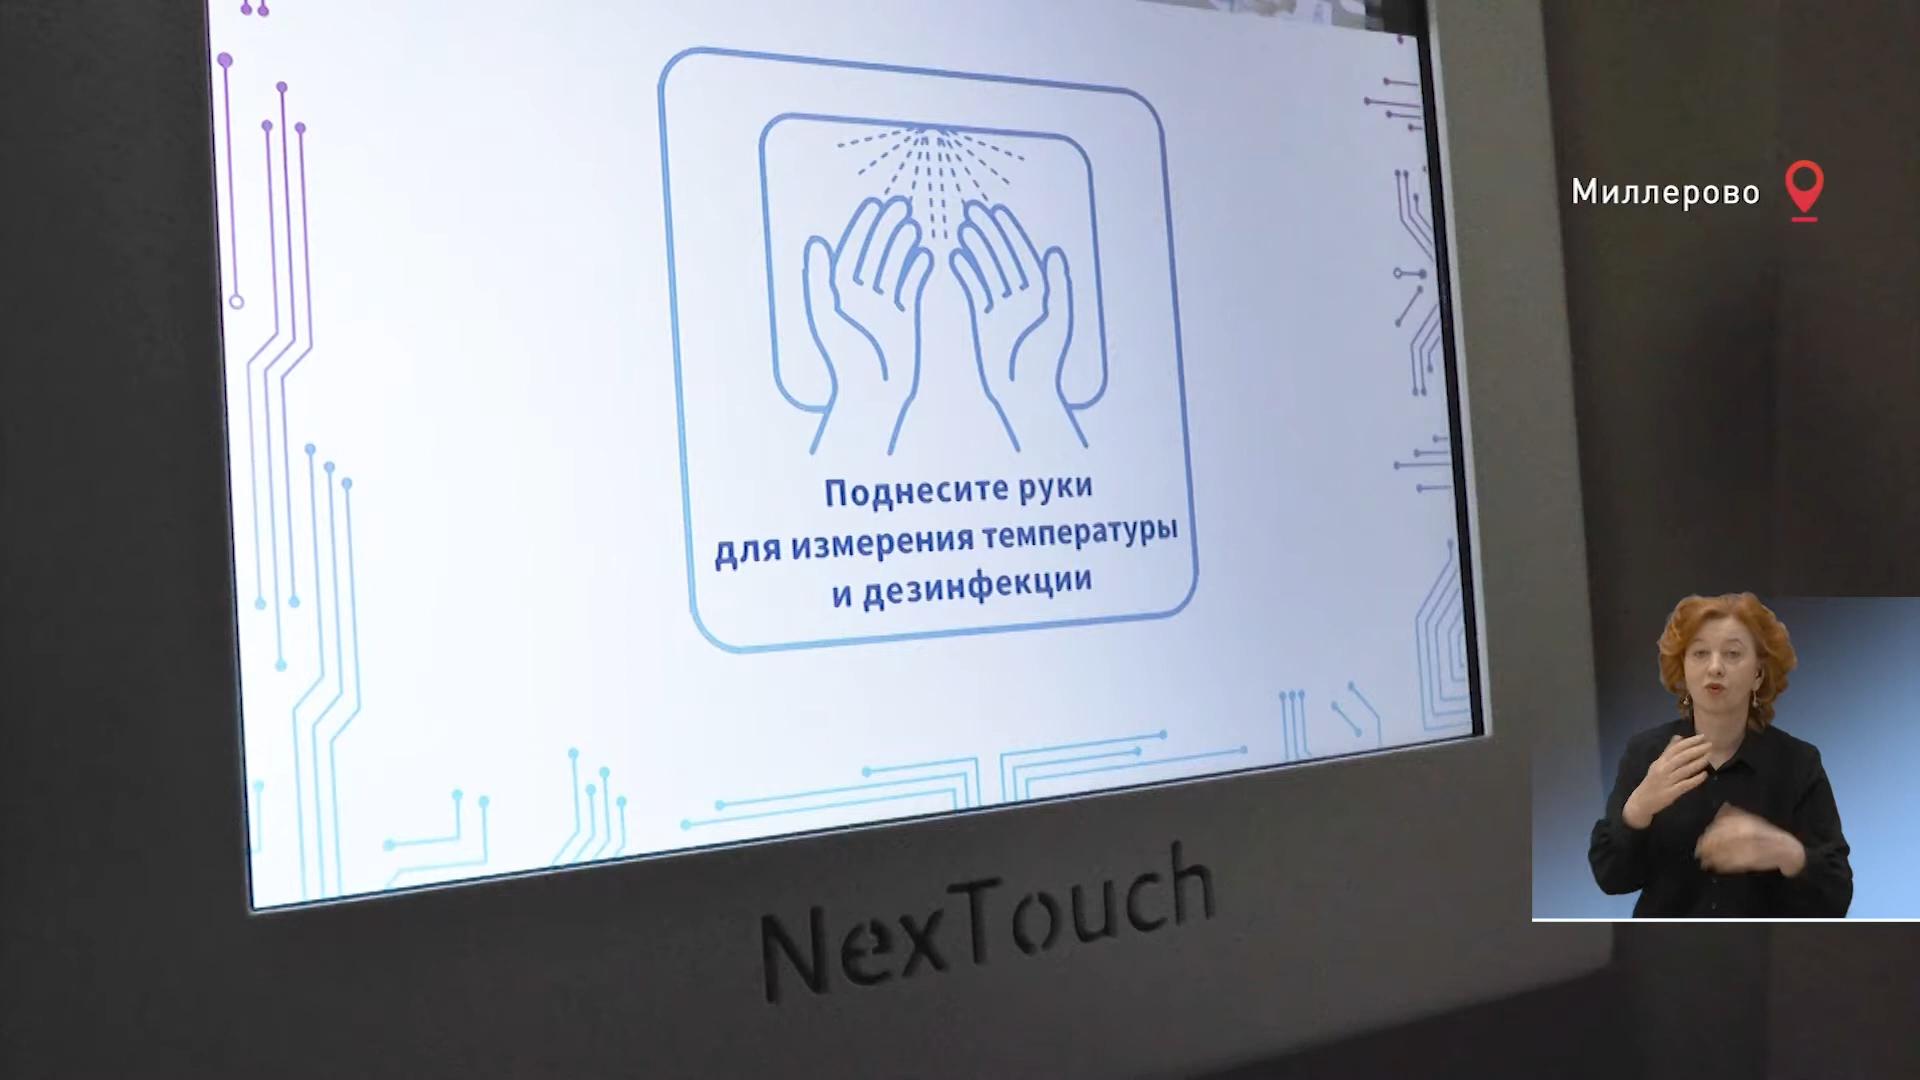 Миллерово
Поднесите руки
для измерения температуры
и дезинфекции
NexTouch